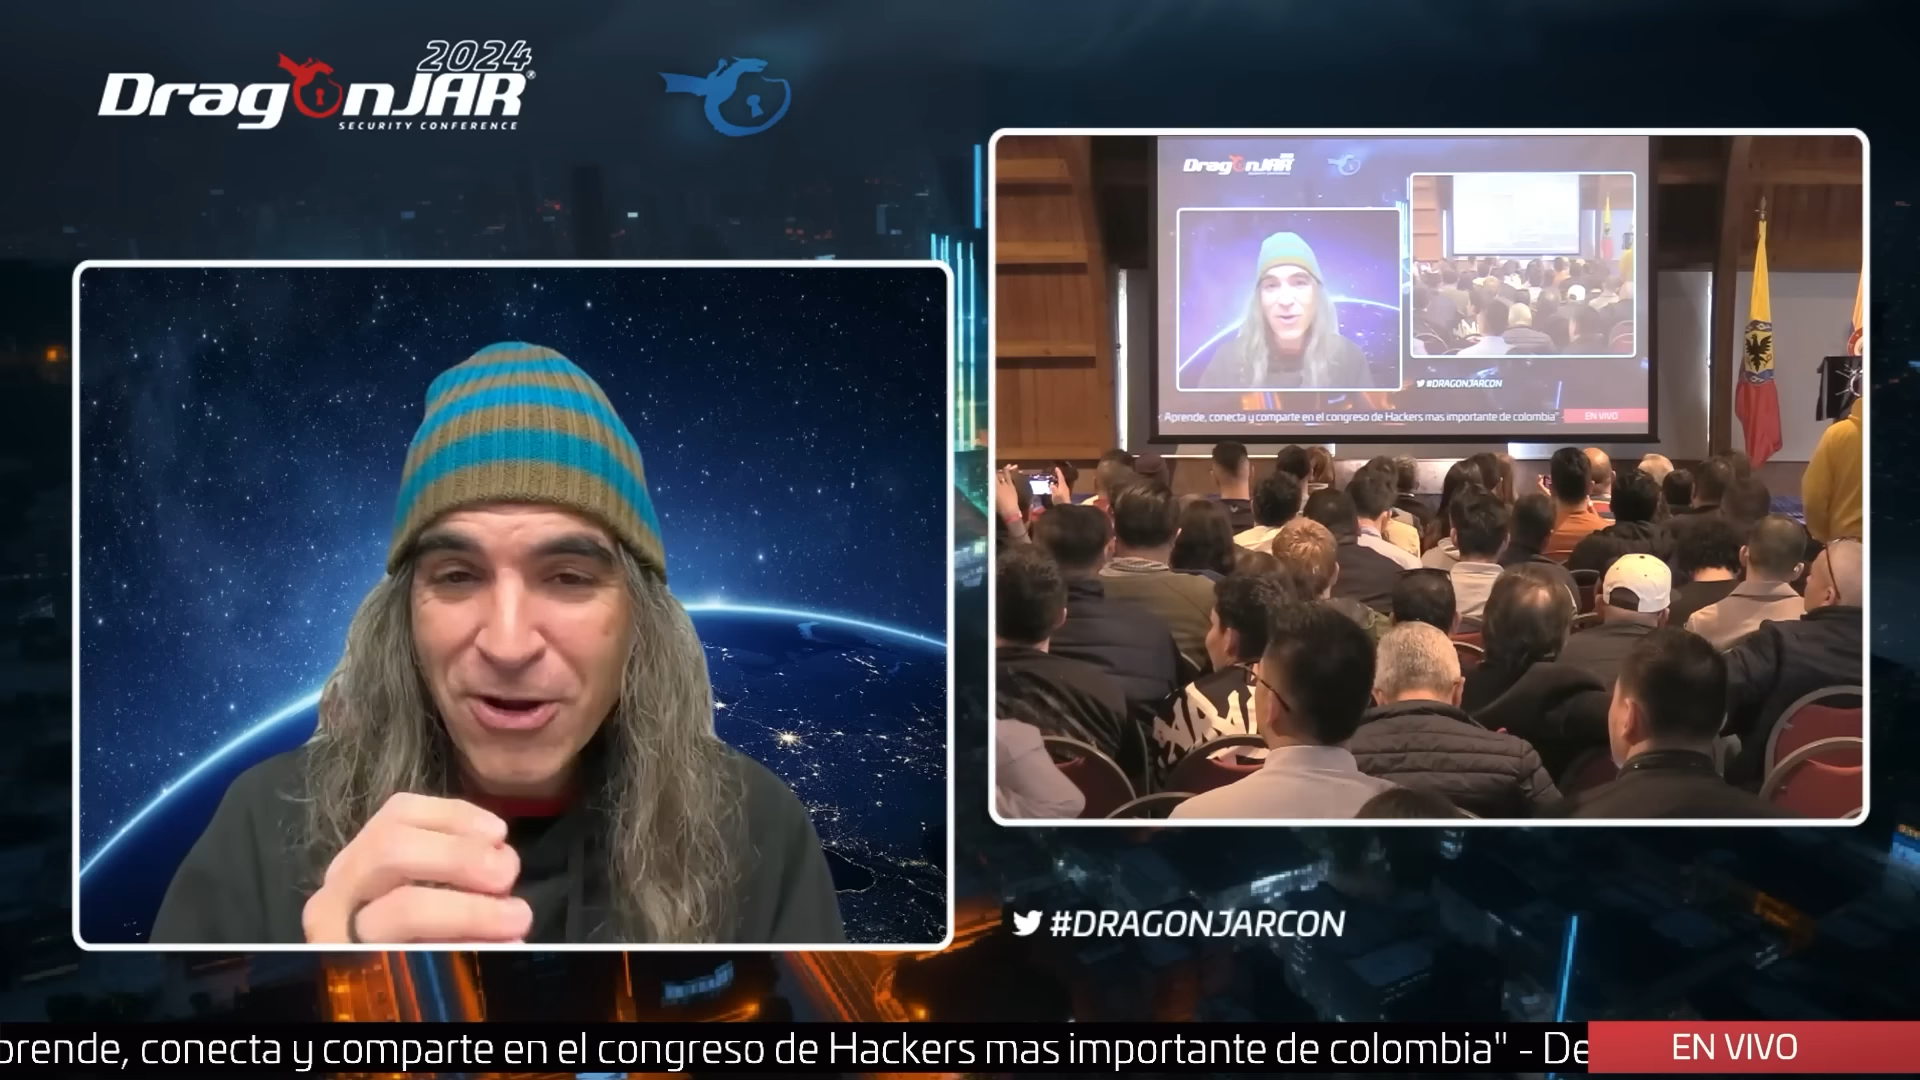 2024
DragonJAR®
SECURITY CONFERENCE
DragonJAR
#DRAGONJARCON
Aprende, conecta y comparte en el congreso de Hackers mas importante de colombia"
EN VIVO
#DRAGONJARCON
prende, conecta y comparte en el congreso de Hackers mas importante de colombia" - De
EN VIVO